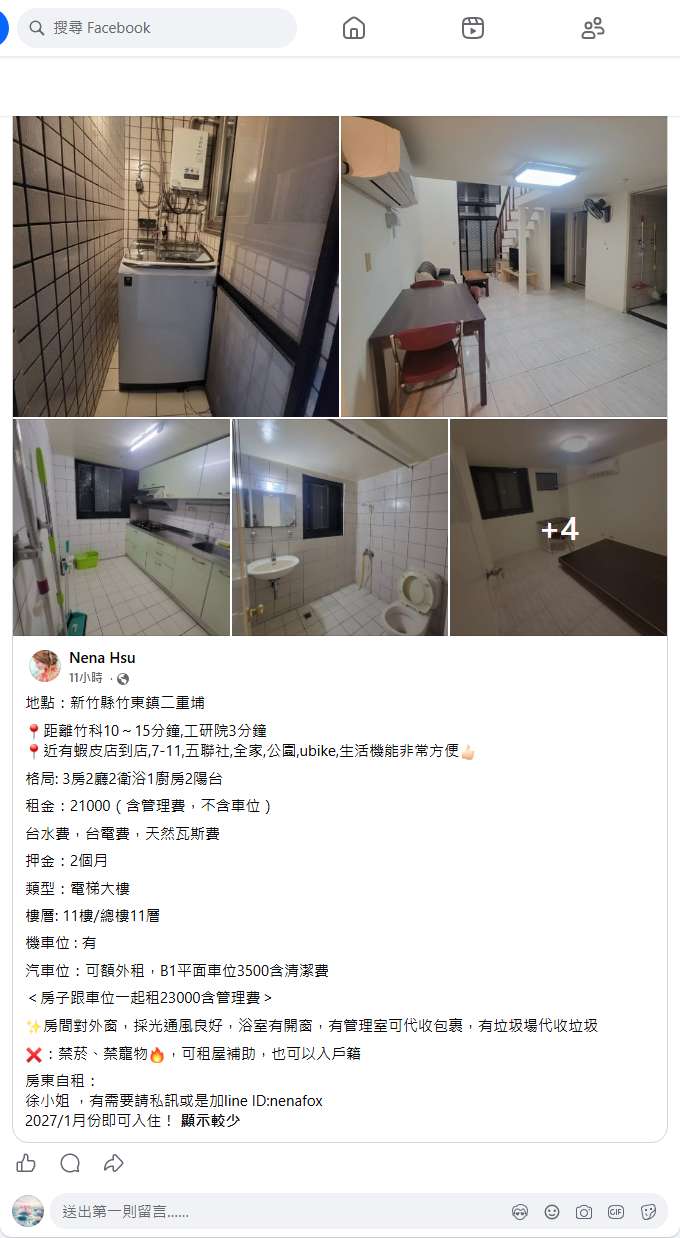 搜尋 Facebook
+4
Nena Hsu
11小時 ·
地點：新竹縣竹東鎮二重埔
📍距離竹科10～15分鐘,工研院3分鐘
📍近有蝦皮店到店,7-11,五聯社,全家,公園,ubike,生活機能非常方便👍🏻
格局: 3房2廳2衛浴1廚房2陽台
租金：21000（含管理費，不含車位）
台水費，台電費，天然瓦斯費
押金：2個月
類型：電梯大樓
樓層: 11樓/總樓11層
機車位 : 有
汽車位：可額外租，B1平面車位3500含清潔費
＜房子跟車位一起租23000含管理費＞
✨房間對外窗，採光通風良好，浴室有開窗，有管理室可代收包裹，有垃圾場代收垃圾
❌：禁菸、禁寵物🔥，可租屋補助，也可以入戶籍
房東自租：
徐小姐 ，有需要請私訊或是加line ID:nenafox
2027/1月份即可入住！ 顯示較少
送出第一則留言……
GIF